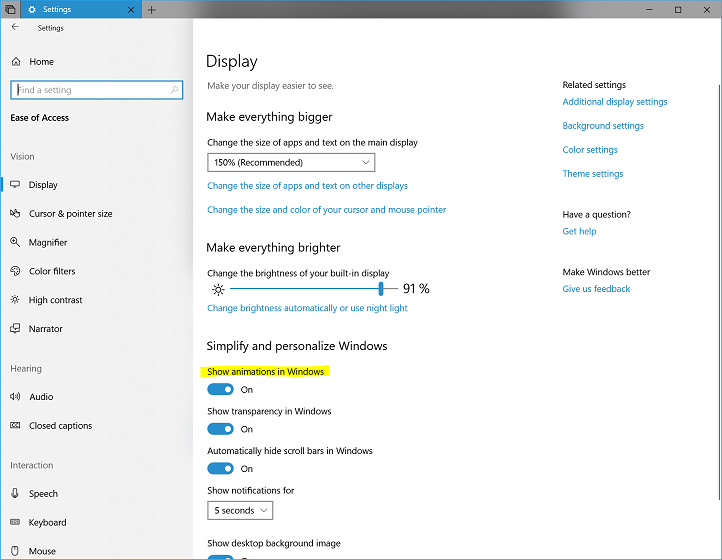 Settings
Settings
Home
Find a setting
Ease of Access
Vision
Display
Cursor & pointer size
Magnifier
Color filters
High contrast
Narrator
Hearing
Audio
Closed captions
Interaction
Speech
Keyboard
Mouse
Display
Make your display easier to see.
Make everything bigger
Change the size of apps and text on the main display
150% (Recommended)
Change the size of apps and text on other displays
Change the size and color of your cursor and mouse pointer
Make everything brighter
Change the brightness of your built-in display
91 %
Change brightness automatically or use night light
Simplify and personalize Windows
Show animations in Windows
On
Show transparency in Windows
On
Automatically hide scroll bars in Windows
On
Show notifications for
5 seconds
Show desktop background image
Related settings
Additional display settings
Background settings
Color settings
Theme settings
Have a question?
Get help
Make Windows better
Give us feedback